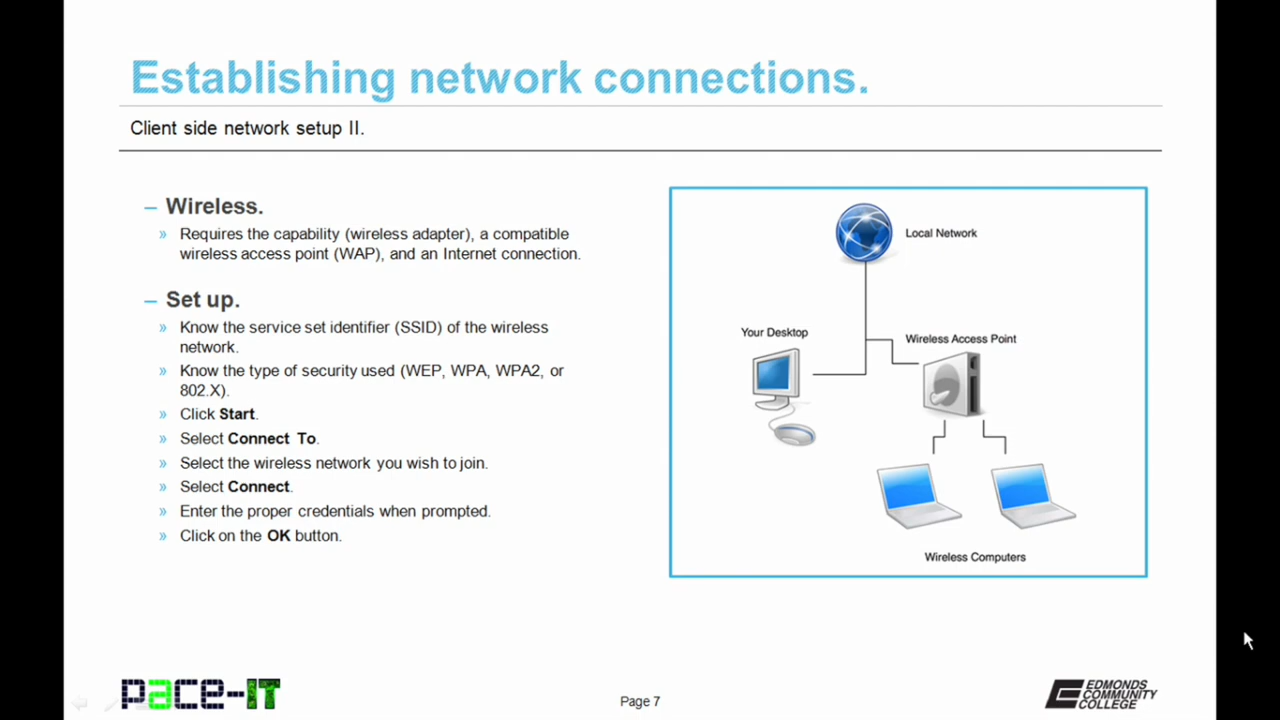 Establishing network connections.
Client side network setup II.
– Wireless.
» Requires the capability (wireless adapter), a compatible
wireless access point (WAP), and an Internet connection.
– Set up.
» Know the service set identifier (SSID) of the wireless
network.
» Know the type of security used (WEP, WPA, WPA2, or
802.X).
» Click Start.
» Select Connect To.
» Select the wireless network you wish to join.
» Select Connect.
» Enter the proper credentials when prompted.
» Click on the OK button.
Local Network
Your Desktop
Wireless Access Point
Wireless Computers
pace-IT
Page 7
EDMONDS
COMMUNITY
COLLEGE